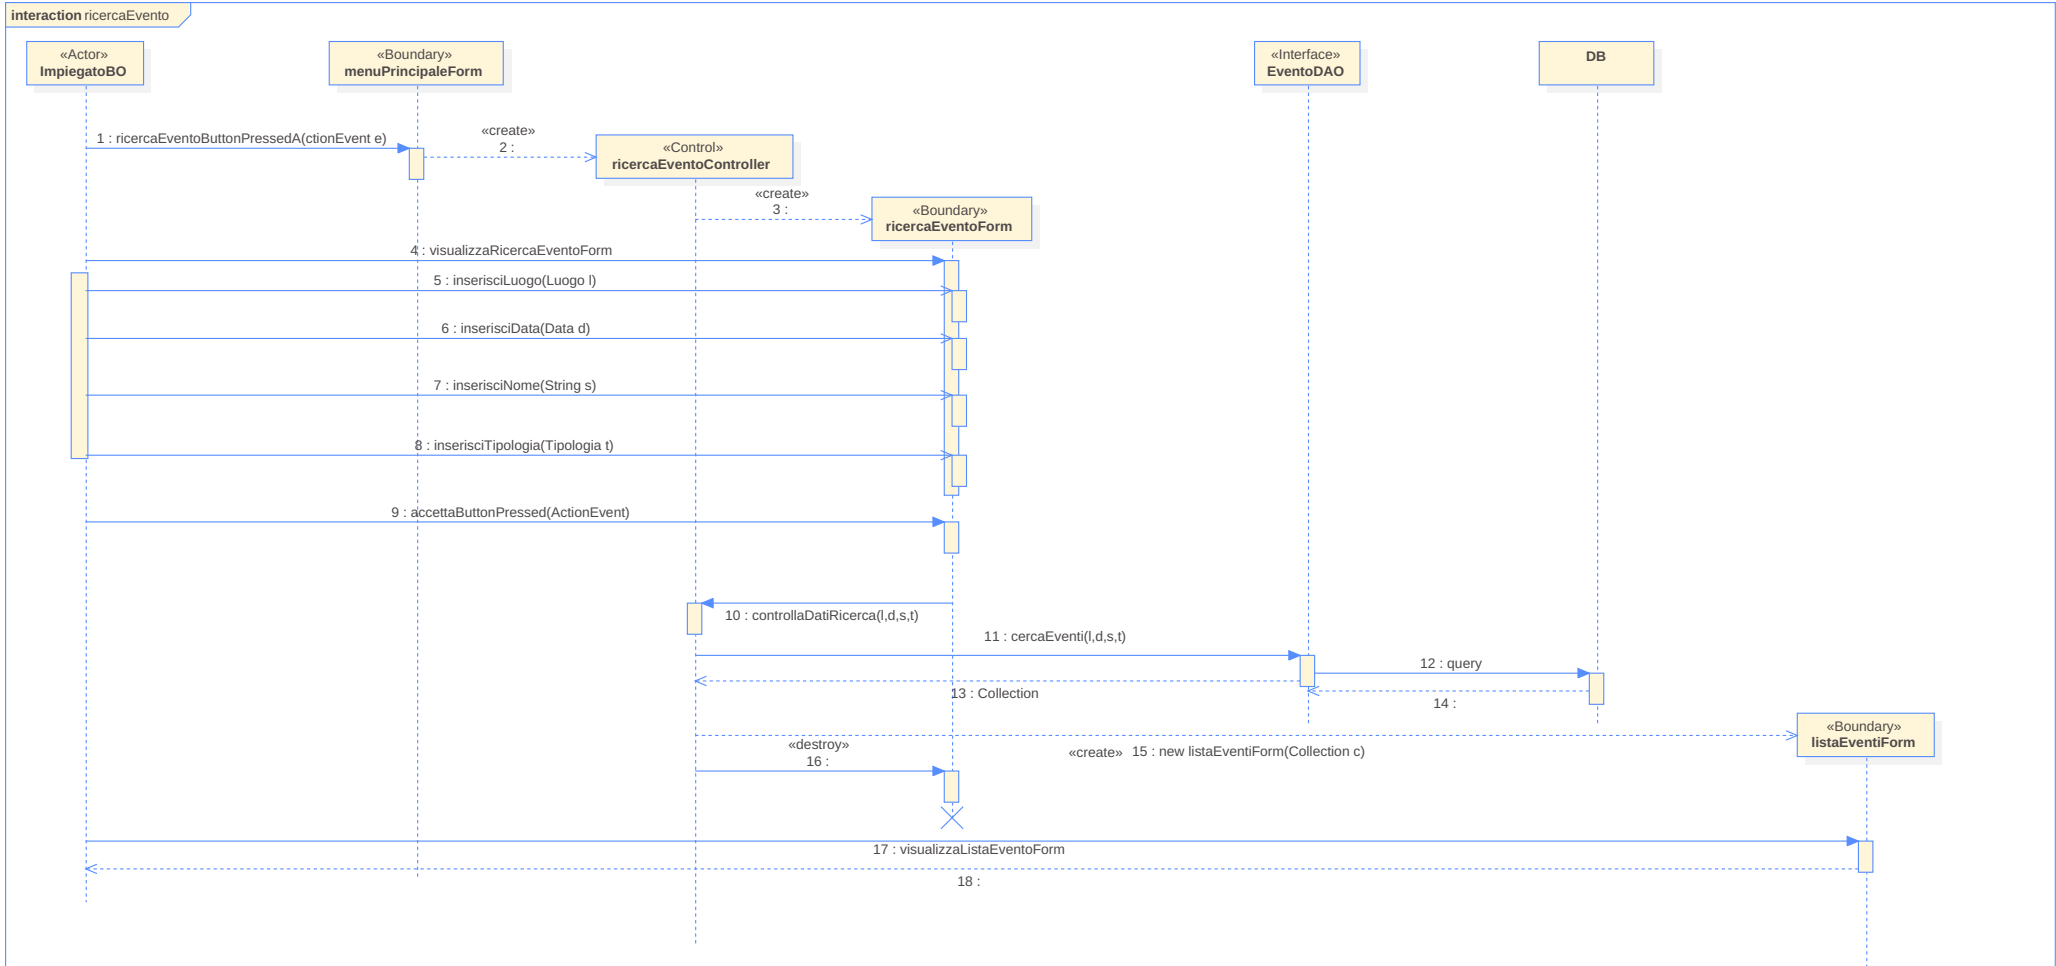 interaction ricercaEvento
«Actor»
ImpiegatoBO
«Boundary»
menuPrincipaleForm
«Interface»
EventoDAO
DB
1 : ricercaEventoButtonPressedA(ctionEvent e)
«create»
2 :
«Control»
ricercaEventoController
«create»
3 :
«Boundary»
ricercaEventoForm
4 : visualizzaRicercaEventoForm
5 : inserisciLuogo(Luogo l)
6 : inserisciData(Data d)
7 : inserisciNome(String s)
8 : inserisciTipologia(Tipologia t)
9 : accettaButtonPressed(ActionEvent)
10 : controllaDatiRicerca(l,d,s,t)
11 : cercaEventi(l,d,s,t)
12 : query
13 : Collection
14 :
«Boundary»
listaEventiForm
«create» 15 : new listaEventiForm(Collection c)
«destroy»
16 :
17 : visualizzaListaEventoForm
18 :